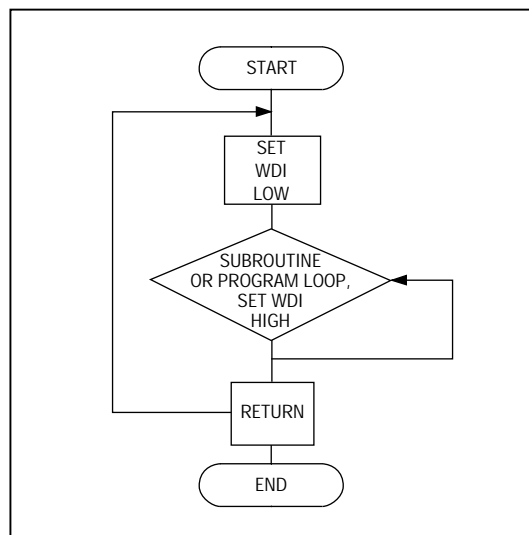 START
SET
WDI
LOW
SUBROUTINE
OR PROGRAM LOOP,
SET WDI
HIGH
RETURN
END